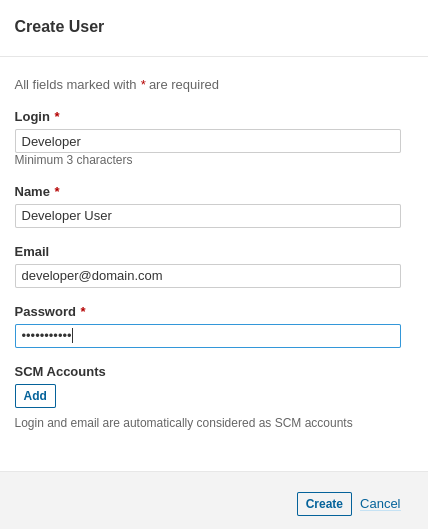 Create User
All fields marked with * are required
Login *
Developer
Minimum 3 characters
Name *
Developer User
Email
developer@domain.com
Password *
•••••••••••
SCM Accounts
Add
Login and email are automatically considered as SCM accounts
Create Cancel